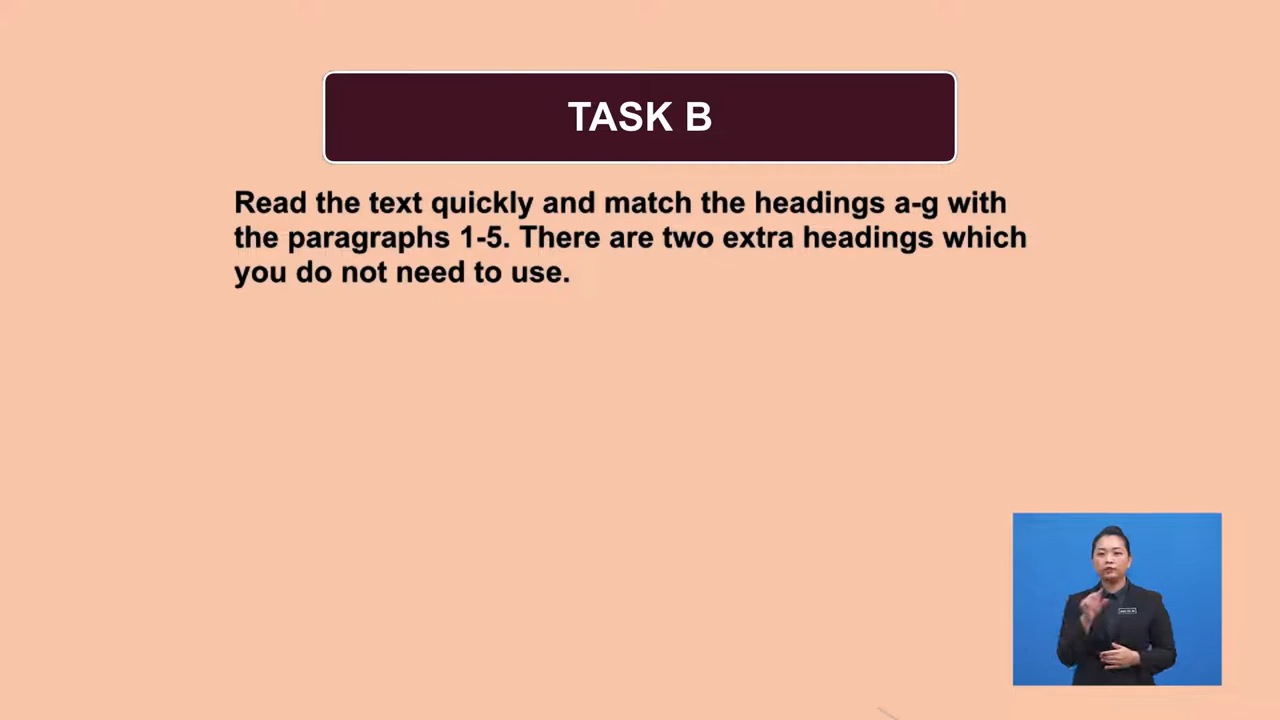 TASK B
Read the text quickly and match the headings a-g with
the paragraphs 1-5. There are two extra headings which
you do not need to use.